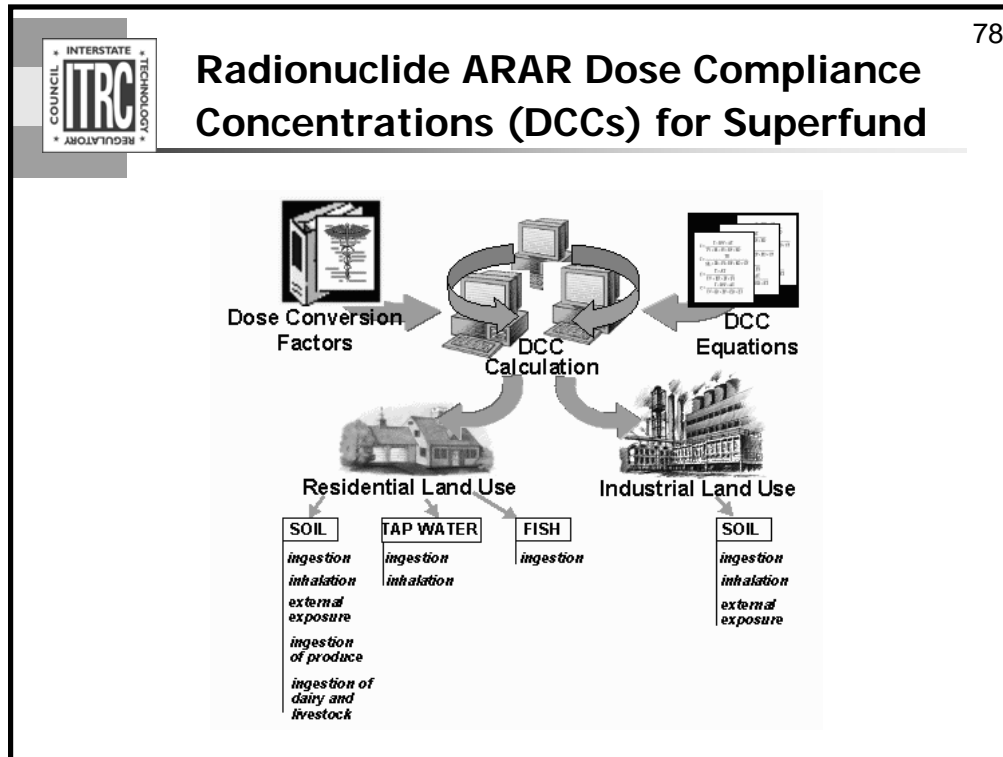 78
INTERSTATE
COUNCIL
ITRC
TECHNOLOGY
REGULATORY
Radionuclide ARAR Dose Compliance
Concentrations (DCCs) for Superfund
Dose Conversion
Factors
DCC
Calculation
DCC
Equations
Residential Land Use
Industrial Land Use
SOIL
ingestion
inhalation
external
exposure
ingestion
of produce
ingestion of
dairy and
livestock
TAP WATER
ingestion
inhalation
FISH
ingestion
SOIL
ingestion
inhalation
external
exposure